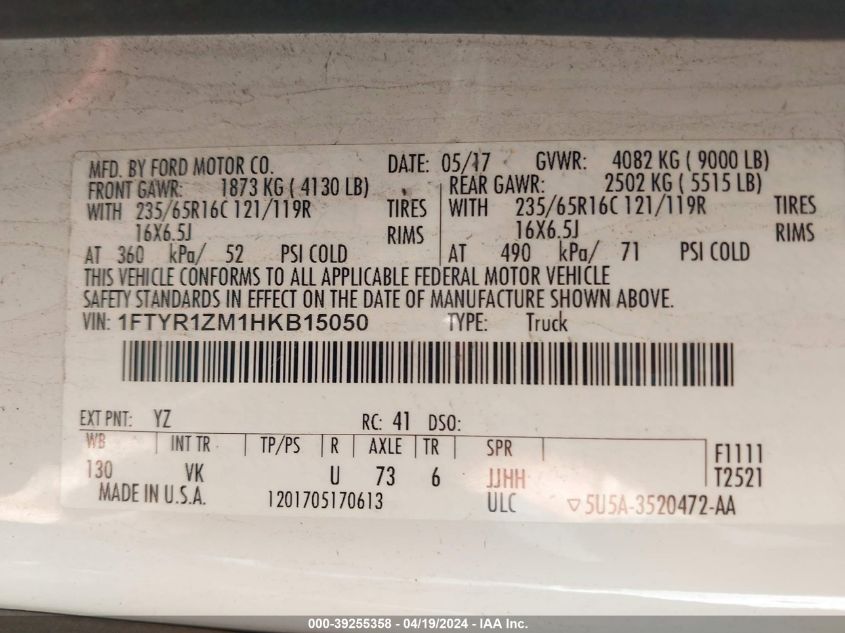 MFD. BY FORD MOTOR CO. DATE: 05/17 GVWR: 4082 KG ( 9000 LB)
FRONT GAWR: 1873 KG ( 4130 LB) REAR GAWR: 2502 KG ( 5515 LB)
WITH 235/65R16C 121/119R TIRES WITH 235/65R16C 121/119R TIRES
16X6.5J RIMS 16X6.5J RIMS
AT 360 kPa/ 52 PSI COLD AT 490 kPa/ 71 PSI COLD
THIS VEHICLE CONFORMS TO ALL APPLICABLE FEDERAL MOTOR VEHICLE
SAFETY STANDARDS IN EFFECT ON THE DATE OF MANUFACTURE SHOWN ABOVE.
VIN: 1FTYR1ZM1HKB15050 TYPE: Truck
EXT PNT: YZ RC: 41 DSO:
WB INT TR TP/PS R AXLE TR SPR F1111
130 VK U 73 6 JJHH T2521
MADE IN U.S.A. 1201705170613 ULC ▽5U5A-3520472-AA
000-39255358 - 04/19/2024 - IAA Inc.